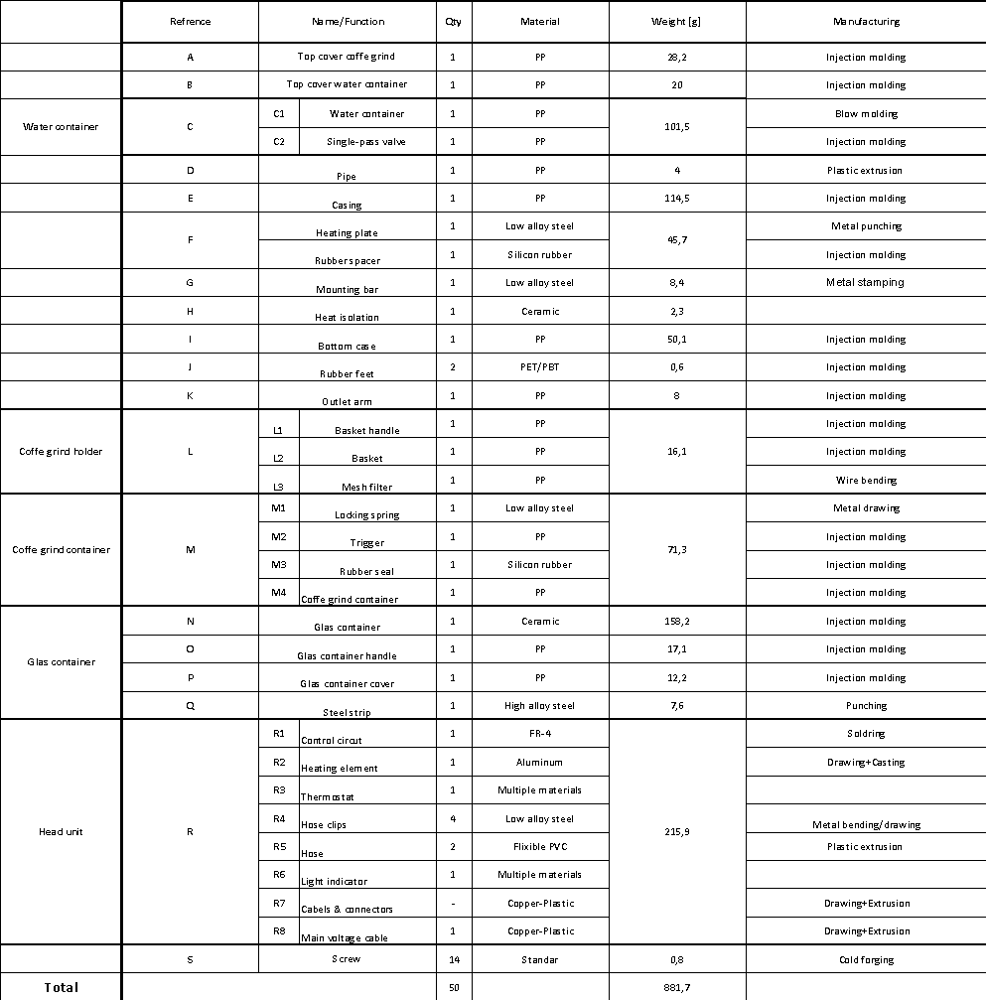 Refrence Name/Function Qty Material Weight [g] Manufacturing
A Top cover coffe grind 1 PP 28,2 Injection molding
B Top cover water container 1 PP 20 Injection molding
Water container C C1 Water container 1 PP 101,5 Blow molding
C2 Single-pass valve 1 PP Injection molding
D Pipe 1 PP 4 Plastic extrusion
E Casing 1 PP 114,5 Injection molding
F Heating plate 1 Low alloy steel 45,7 Metal punching
Rubber spacer 1 Silicon rubber Injection molding
G Mounting bar 1 Low alloy steel 8,4 Metal stamping
H Heat isolation 1 Ceramic 2,3
I Bottom case 1 PP 50,1 Injection molding
J Rubber feet 2 PET/PBT 0,6 Injection molding
K Outlet arm 1 PP 8 Injection molding
Coffe grind holder L L1 Basket handle 1 PP 16,1 Injection molding
L2 Basket 1 PP Injection molding
L3 Mesh filter 1 PP Wire bending
Coffe grind container M M1 Locking spring 1 Low alloy steel 71,3 Metal drawing
M2 Trigger 1 PP Injection molding
M3 Rubber seal 1 Silicon rubber Injection molding
M4 Coffe grind container 1 PP Injection molding
Glas container N Glas container 1 Ceramic 158,2 Injection molding
O Glas container handle 1 PP 17,1 Injection molding
P Glas container cover 1 PP 12,2 Injection molding
Q Steel strip 1 High alloy steel 7,6 Punching
Head unit R R1 Control circut 1 FR-4 215,9 Soldring
R2 Heating element 1 Aluminum Drawing+Casting
R3 Thermostat 1 Multiple materials
R4 Hose clips 4 Low alloy steel Metal bending/drawing
R5 Hose 2 Flixible PVC Plastic extrusion
R6 Light indicator 1 Multiple materials
R7 Cabels & connectors - Copper-Plastic Drawing+Extrusion
R8 Main voltage cable 1 Copper-Plastic Drawing+Extrusion
S Screw 14 Standar 0,8 Cold forging
Total 50 881,7